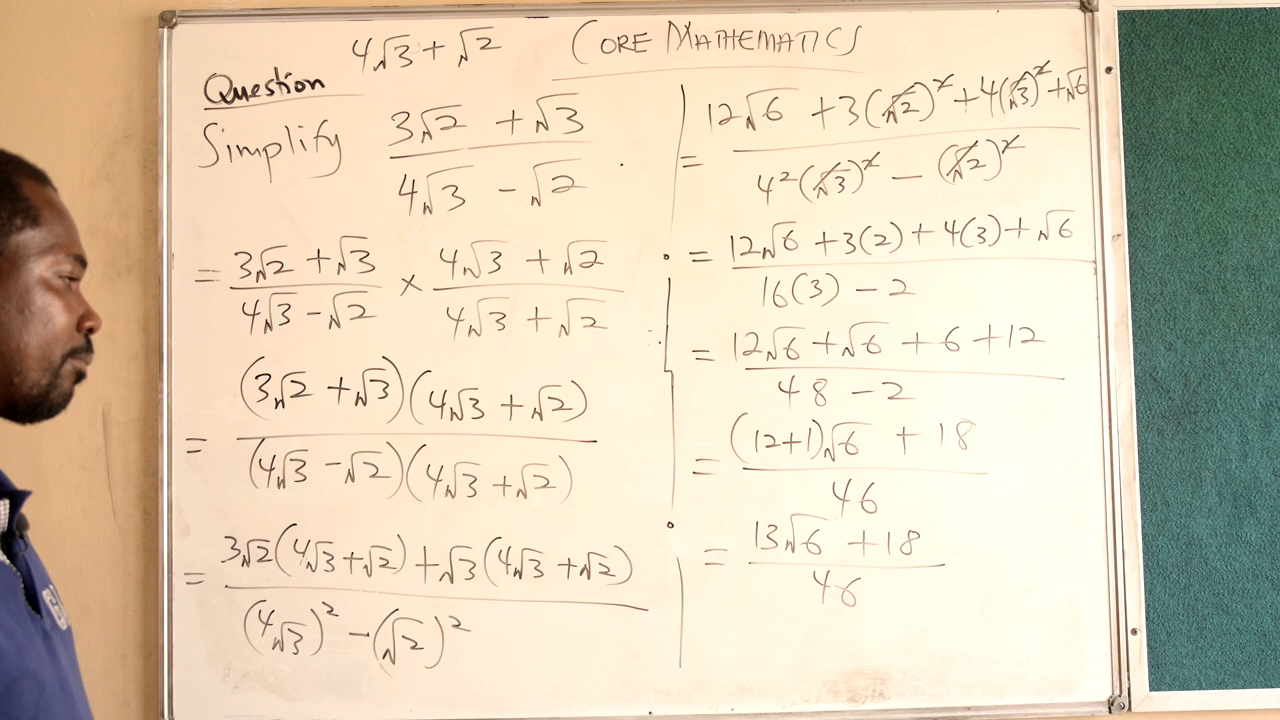 4√3 + √2
CORE MATHEMATICS
Question
Simplify (3√2 + √3)/(4√3 - √2) .
= (3√2 + √3)/(4√3 - √2) × (4√3 + √2)/(4√3 + √2)
= (3√2 + √3)(4√3 + √2)/(4√3 - √2)(4√3 + √2)
= 3√2(4√3 + √2) + √3(4√3 + √2)/(4√3)² - (√2)²
= 12√6 + 3(√2)² + 4(√3)² + √6/4²(√3)² - (√2)²
= 12√6 + 3(2) + 4(3) + √6/16(3) - 2
= 12√6 + √6 + 6 + 12/48 - 2
= (12+1)√6 + 18/46
= 13√6 + 18/46